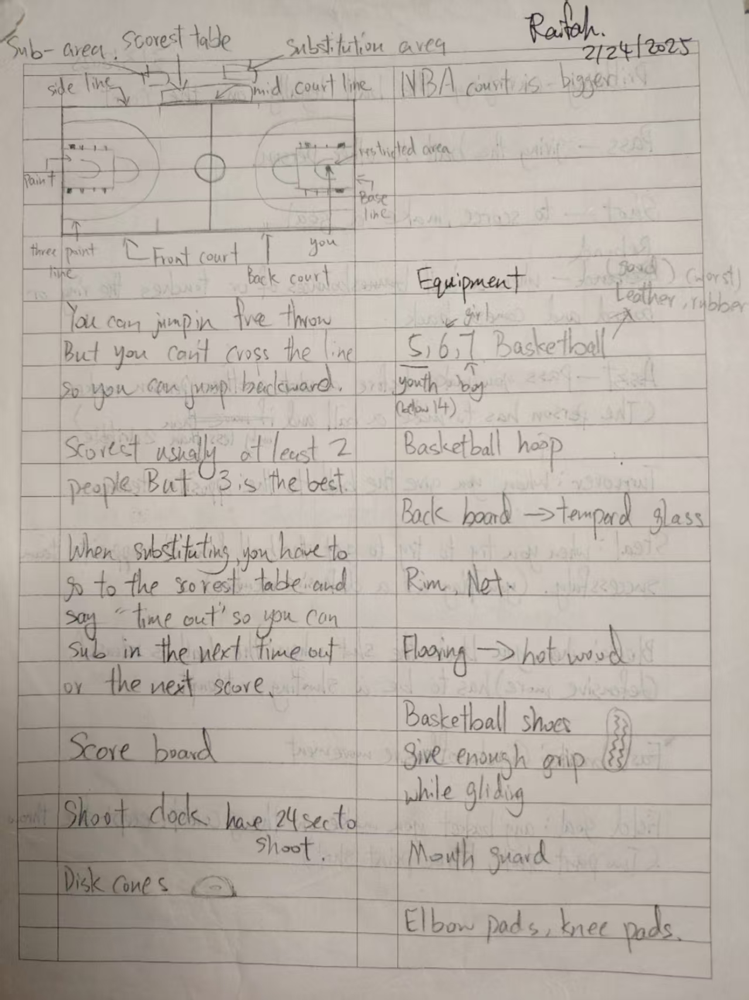 Raifah.
2/24/2025
Sub-area. Scorest table
Substitution area
side line
mid court line
restricted area
Paint
Base
line
three point
line
Front court
Back court
you
You can jump in free throw
But you can't cross the line
so you can jump backward.
Scorest usually at least 2
people. But 3 is the best.
When substituting, you have to
go to the scorest table and
say "time out" so you can
sub in the next time out
or the next score.
Score board
Shoot clock have 24 sec to
shoot.
Disk cones
NBA court is bigger
Equipment
(good) (worst)
Leather, rubber
girl
5, 6, 7 Basketball
youth boy
(below 14)
Basketball hoop
Back board → temperd glass
Rim, Net.
Flooring → hot wood
Basketball shoes
give enough grip
while gliding
Mouth guard
Elbow pads, knee pads.